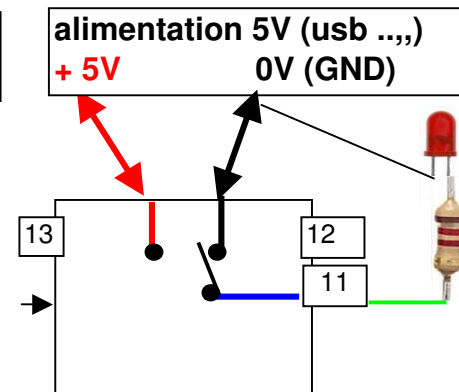 alimentation 5V (usb ..,,)
+ 5V 0V (GND)
13 12
11